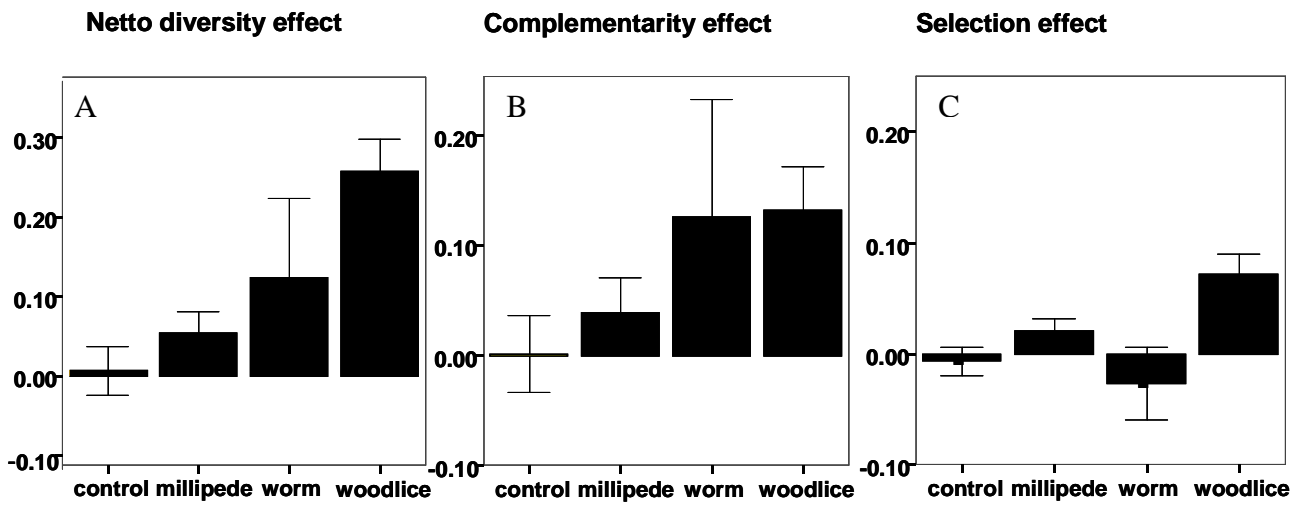 Netto diversity effect
Complementarity effect
Selection effect
A
0.30
0.20
0.10
0.00
-0.10
control millipede worm woodlice
B
0.20
0.10
0.00
-0.10
control millipede worm woodlice
C
0.20
0.10
0.00
-0.10
control millipede worm woodlice